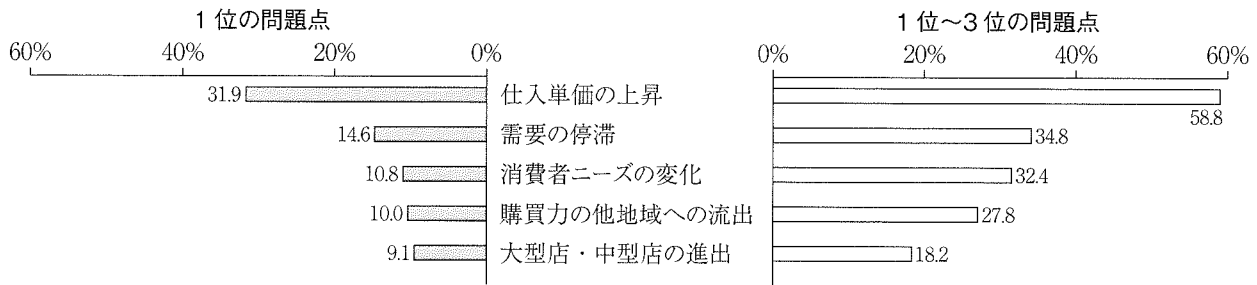 1位の問題点 1位～3位の問題点
60% 40% 20% 0% 0% 20% 40% 60%
31.9 仕入単価の上昇 58.8
14.6 需要の停滞 34.8
10.8 消費者ニーズの変化 32.4
10.0 購買力の他地域への流出 27.8
9.1 大型店・中型店の進出 18.2